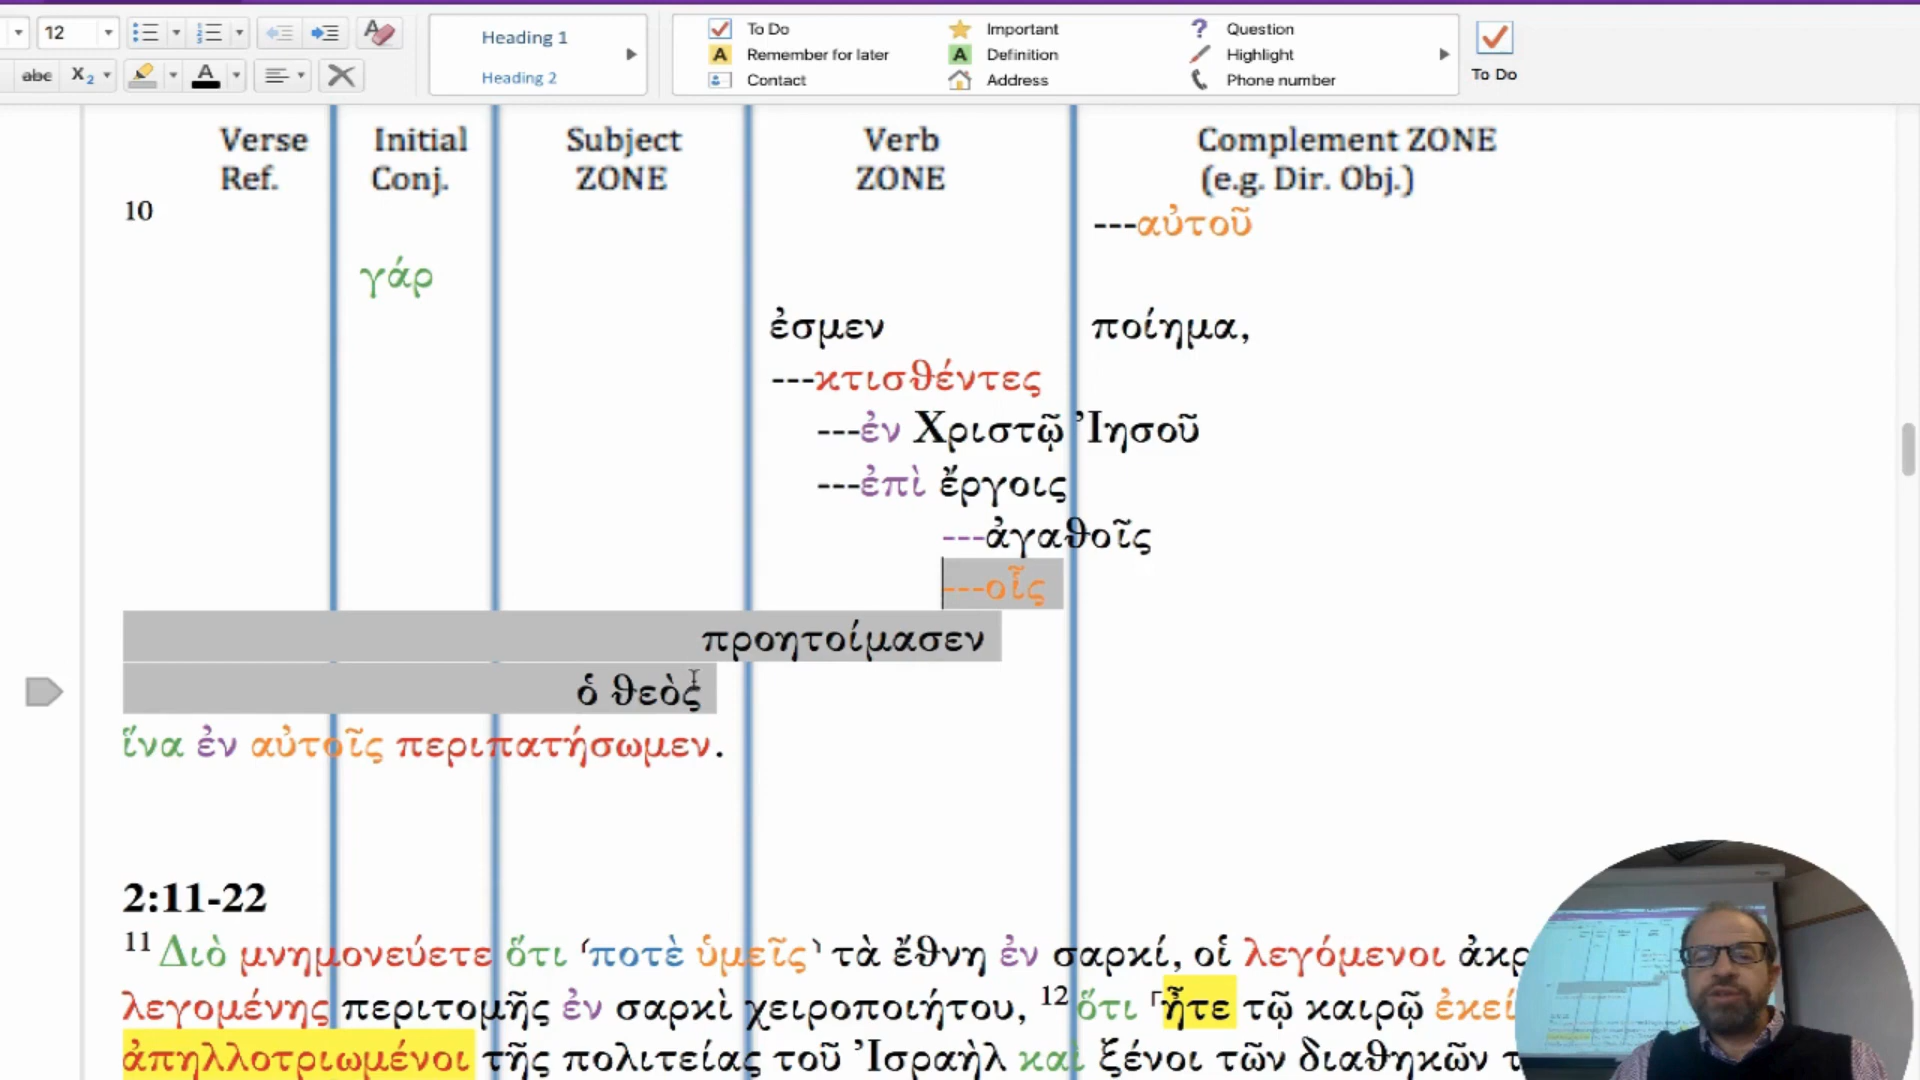 12
Heading 1
Heading 2
To Do
Important
Question
Remember for later
Definition
Highlight
Contact
Address
Phone number
To Do
abc
X2
A
Verse Ref.
Initial Conj.
Subject ZONE
Verb ZONE
Complement ZONE (e.g. Dir. Obj.)
10
---αὐτοῦ
γάρ
ἐσμεν ποίημα,
---κτισθέντες
---ἐν Χριστῷ Ἰησοῦ
---ἐπὶ ἔργοις
---ἀγαθοῖς
---οἷς
προητοίμασεν
ὁ θεὸς
ἵνα ἐν αὐτοῖς περιπατήσωμεν.
2:11-22
11 Διὸ μνημονεύετε ὅτι ⸂ποτὲ ὑμεῖς⸃ τὰ ἔθνη ἐν σαρκί, οἱ λεγόμενοι
λεγομένης περιτομῆς ἐν σαρκὶ χειροποιήτου, 12 ὅτι ⸀ἦτε τῷ καιρῷ
ἀπηλλοτριωμένοι τῆς πολιτείας τοῦ Ἰσραὴλ καὶ ξένοι τῶν διαθηκῶν